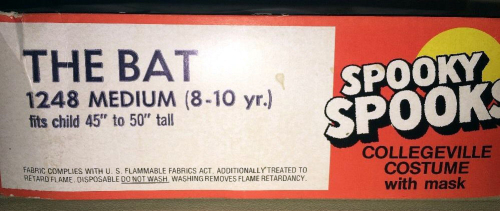 THE BAT
1248 MEDIUM (8-10 yr.)
fits child 45" to 50" tall
FABRIC COMPLIES WITH U. S. FLAMMABLE FABRICS ACT. ADDITIONALLY TREATED TO
RETARD FLAME. DISPOSABLE DO NOT WASH. WASHING REMOVES FLAME RETARDANCY.
SPOOKY
SPOOKS
COLLEGEVILLE
COSTUME
with mask